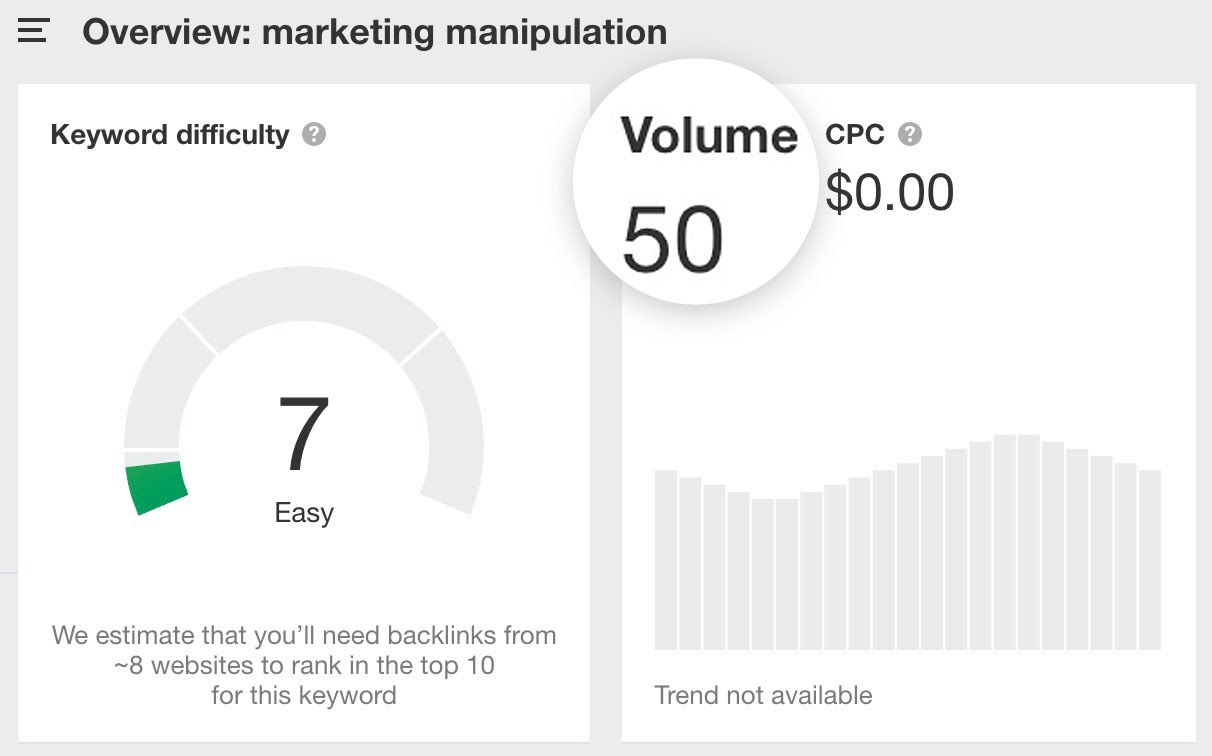 Overview: marketing manipulation
Keyword difficulty ?
7
Easy
We estimate that you’ll need backlinks from
~8 websites to rank in the top 10
for this keyword
Volume
50
CPC ?
$0.00
Trend not available